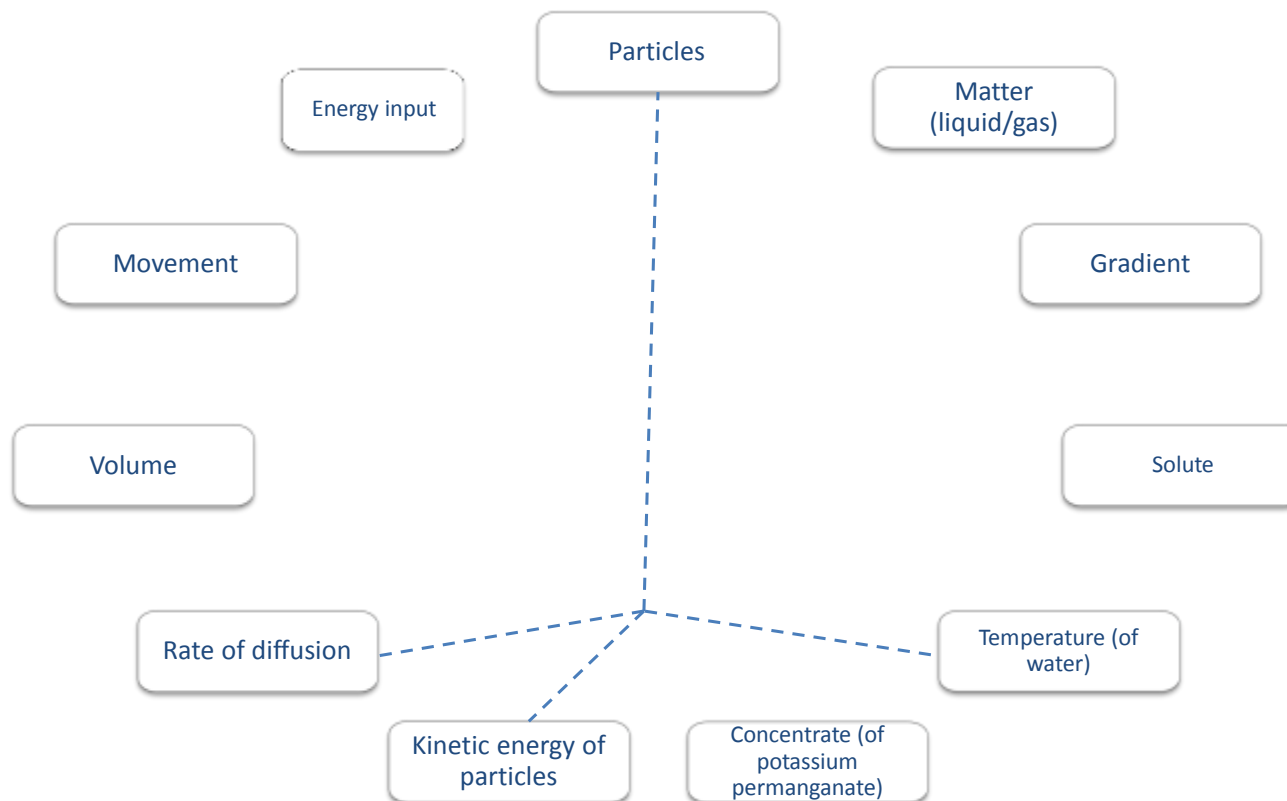 Particles
Energy input
Matter
(liquid/gas)
Movement
Gradient
Volume
Solute
Rate of diffusion
Temperature (of
water)
Kinetic energy of
particles
Concentrate (of
potassium
permanganate)